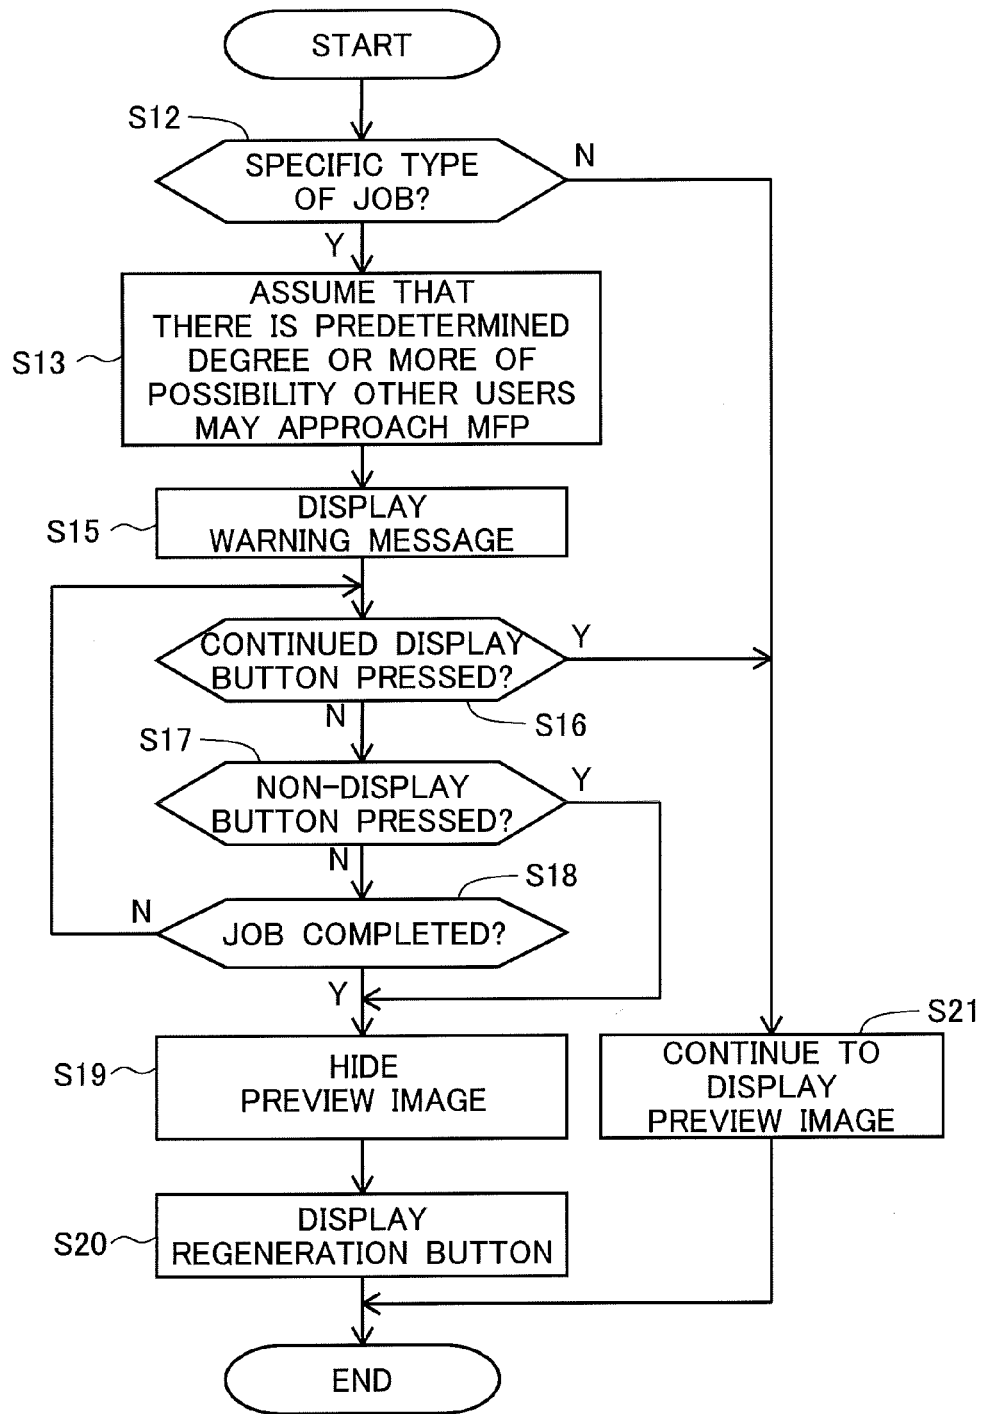 START
S12
SPECIFIC TYPE
OF JOB?
N
Y
S13
ASSUME THAT
THERE IS PREDETERMINED
DEGREE OR MORE OF
POSSIBILITY OTHER USERS
MAY APPROACH MFP
S15
DISPLAY
WARNING MESSAGE
CONTINUED DISPLAY
BUTTON PRESSED?
Y
N
S16
S17
NON-DISPLAY
BUTTON PRESSED?
Y
N
S18
N
JOB COMPLETED?
Y
S19
HIDE
PREVIEW IMAGE
S21
CONTINUE TO
DISPLAY
PREVIEW IMAGE
S20
DISPLAY
REGENERATION BUTTON
END